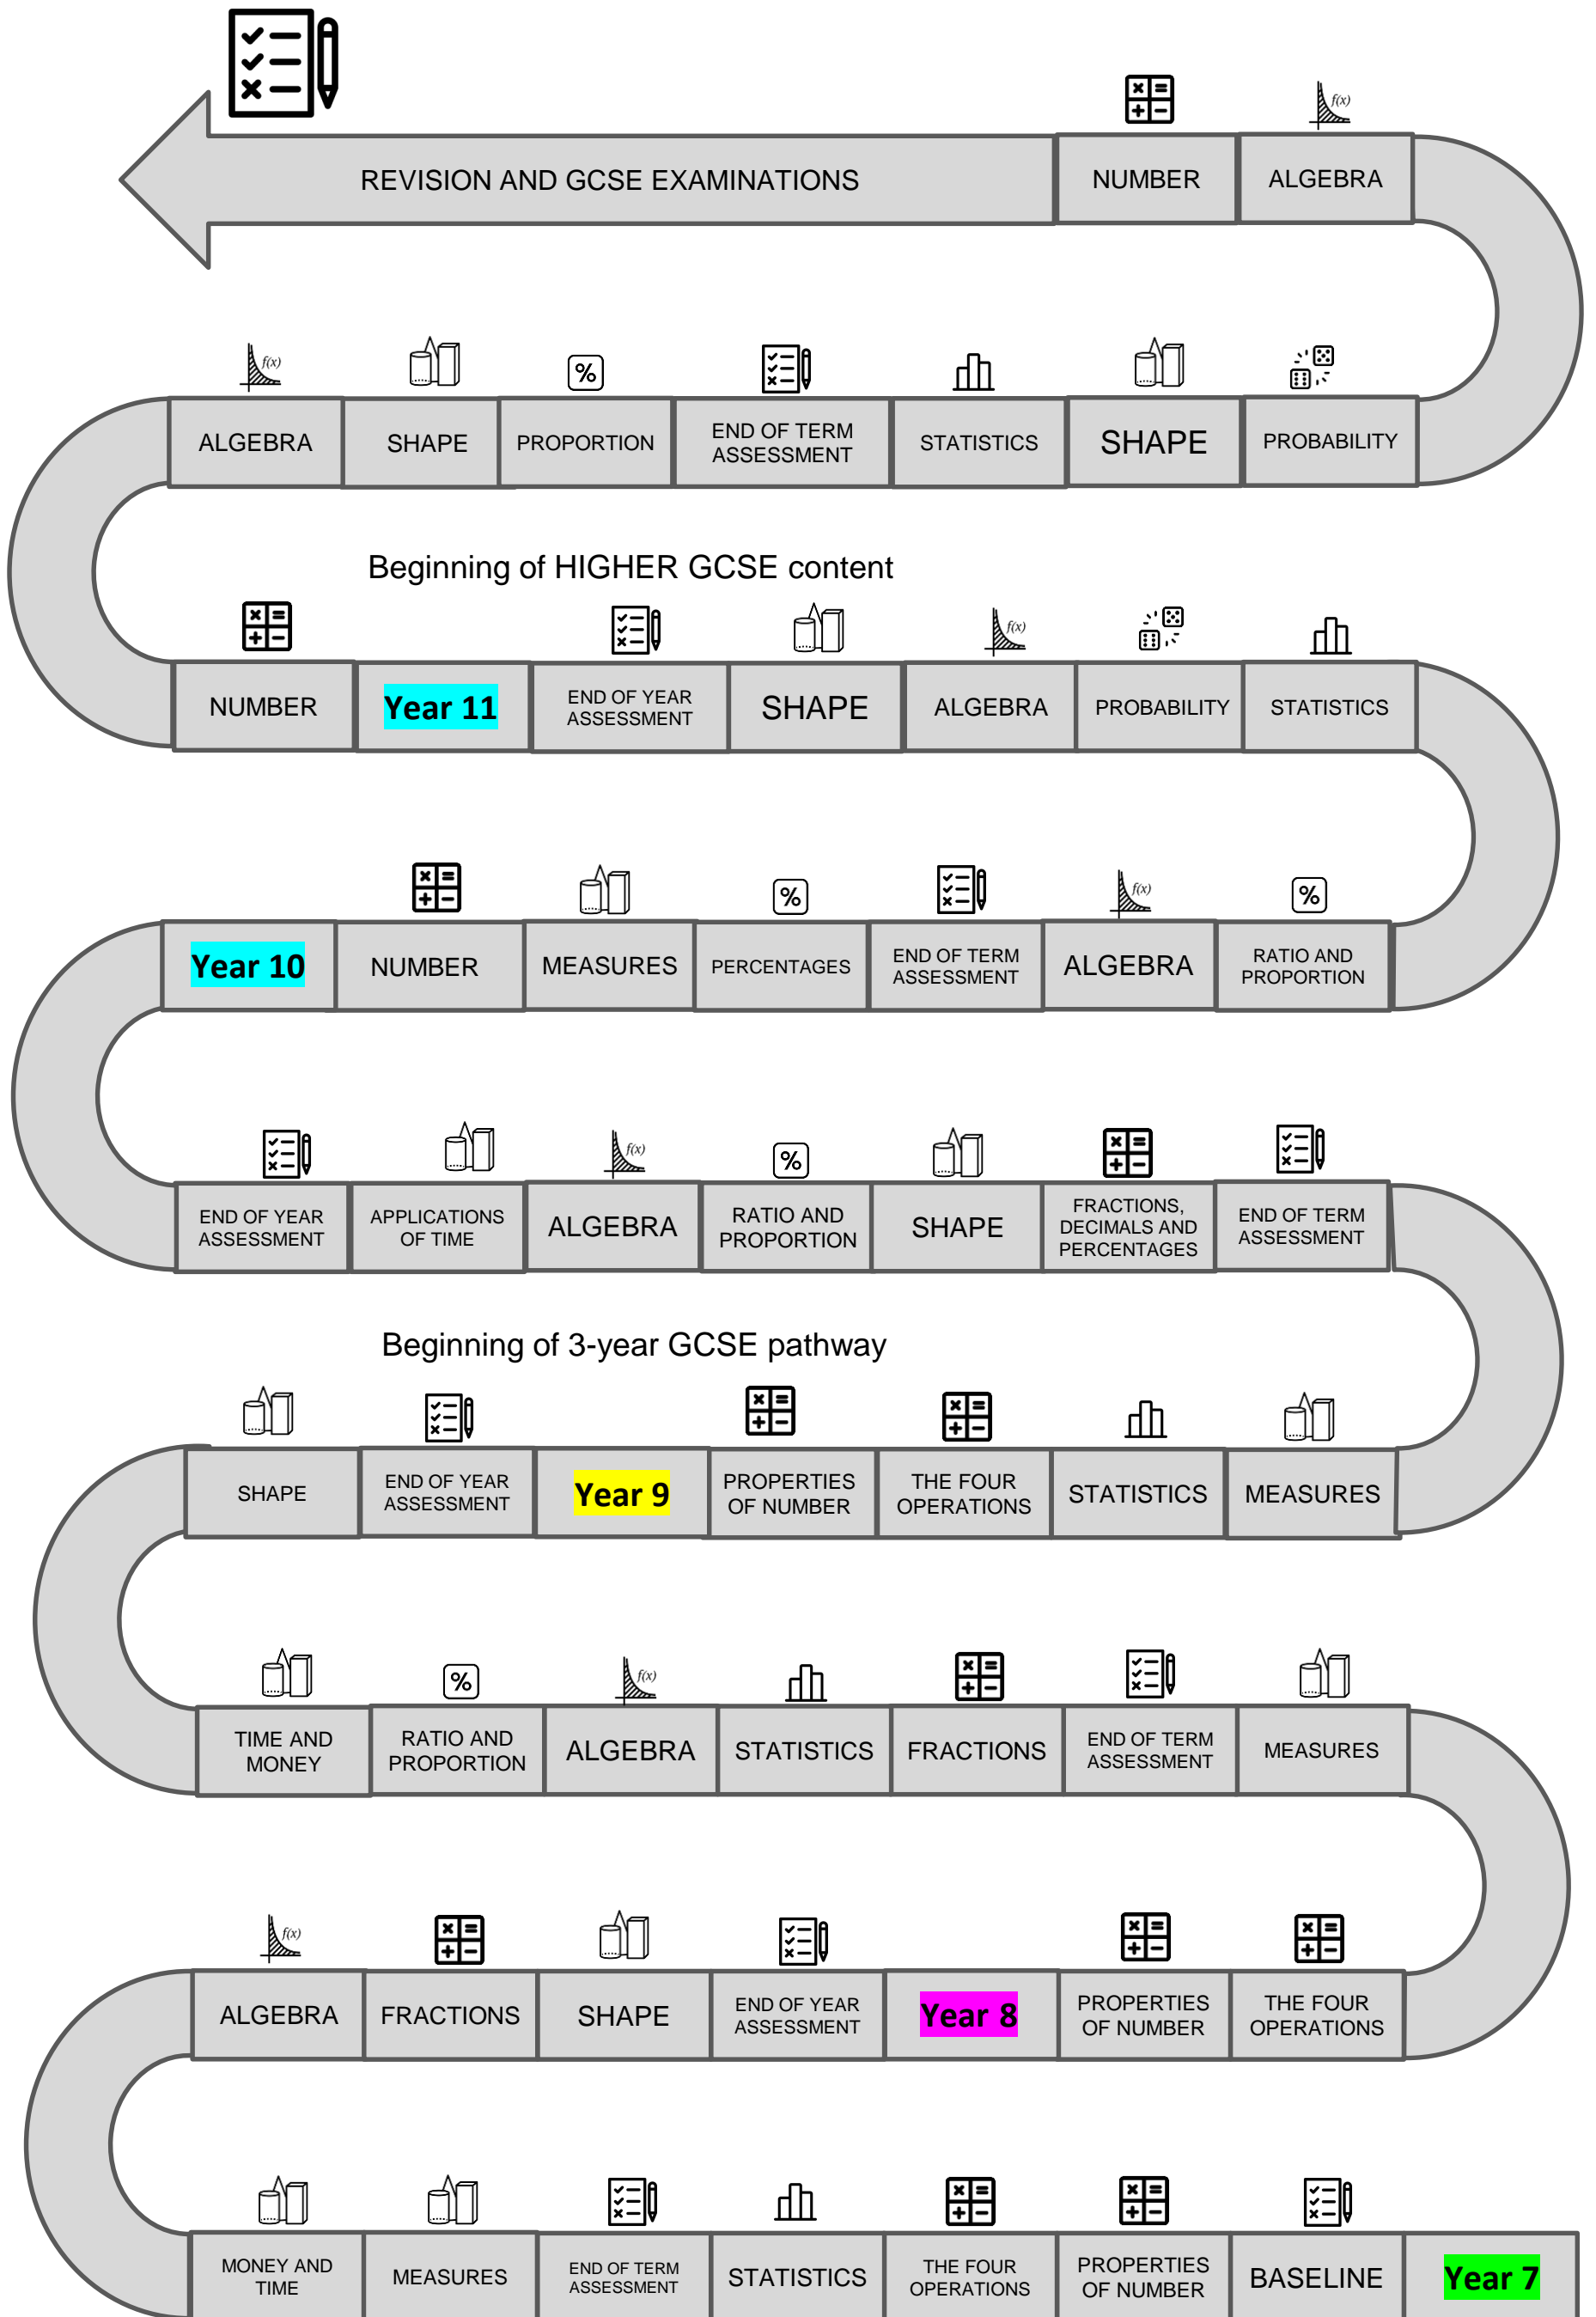 REVISION AND GCSE EXAMINATIONS
NUMBER
ALGEBRA
f(x)
f(x)
%
ALGEBRA
SHAPE
PROPORTION
END OF TERM
ASSESSMENT
STATISTICS
SHAPE
PROBABILITY
Beginning of HIGHER GCSE content
f(x)
NUMBER
Year 11
END OF YEAR
ASSESSMENT
SHAPE
ALGEBRA
PROBABILITY
STATISTICS
%
f(x)
%
Year 10
NUMBER
MEASURES
PERCENTAGES
END OF TERM
ASSESSMENT
ALGEBRA
RATIO AND
PROPORTION
f(x)
%
END OF YEAR
ASSESSMENT
APPLICATIONS
OF TIME
ALGEBRA
RATIO AND
PROPORTION
SHAPE
FRACTIONS,
DECIMALS AND
PERCENTAGES
END OF TERM
ASSESSMENT
Beginning of 3-year GCSE pathway
SHAPE
END OF YEAR
ASSESSMENT
Year 9
PROPERTIES
OF NUMBER
THE FOUR
OPERATIONS
STATISTICS
MEASURES
%
f(x)
TIME AND
MONEY
RATIO AND
PROPORTION
ALGEBRA
STATISTICS
FRACTIONS
END OF TERM
ASSESSMENT
MEASURES
f(x)
ALGEBRA
FRACTIONS
SHAPE
END OF YEAR
ASSESSMENT
Year 8
PROPERTIES
OF NUMBER
THE FOUR
OPERATIONS
MONEY AND
TIME
MEASURES
END OF TERM
ASSESSMENT
STATISTICS
THE FOUR
OPERATIONS
PROPERTIES
OF NUMBER
BASELINE
Year 7